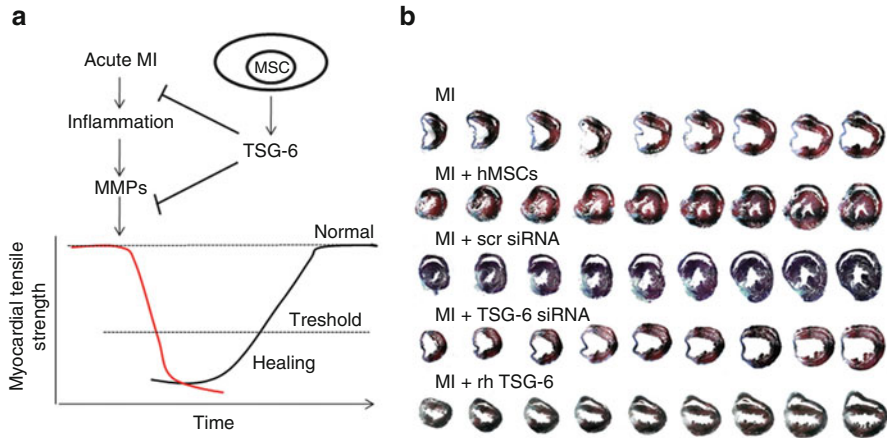 a
Acute MI
MSC
Inflammation
TSG-6
MMPs
Normal
Treshold
Healing
Myocardial tensile
strength
Time
b
MI
MI + hMSCs
MI + scr siRNA
MI + TSG-6 siRNA
MI + rh TSG-6